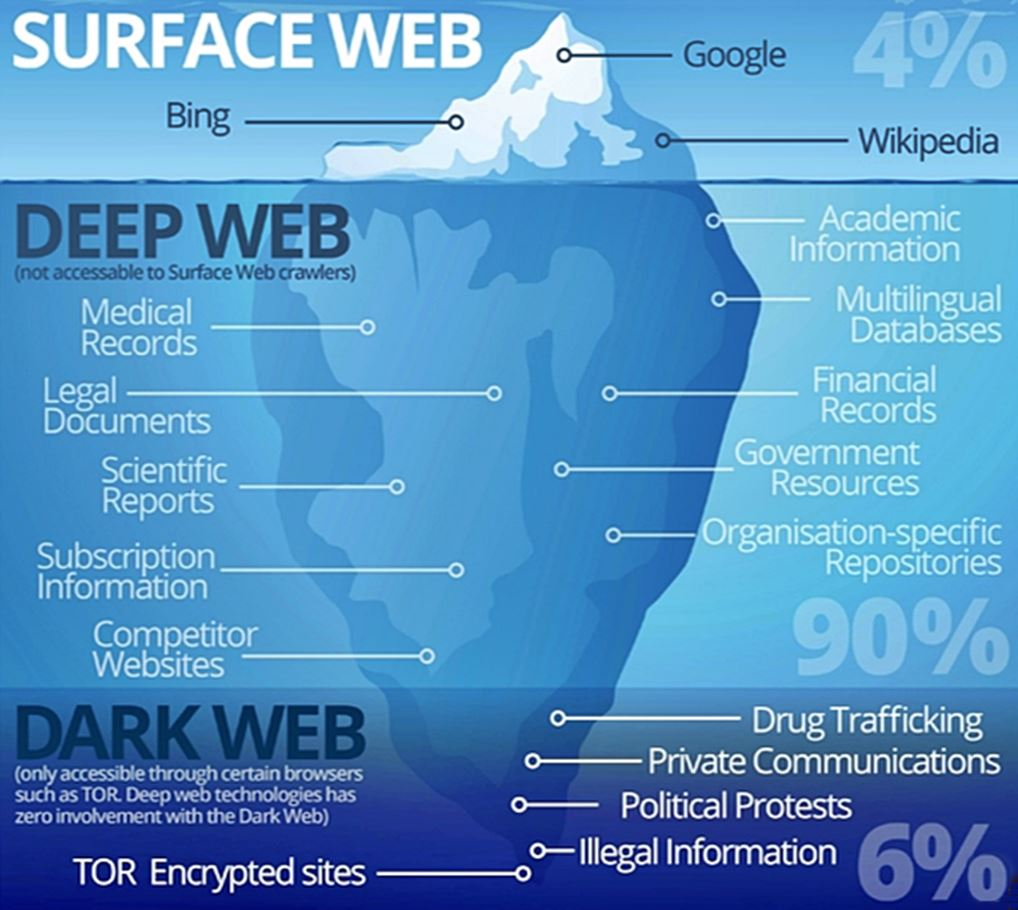 SURFACE WEB
4%
Google
Bing
Wikipedia
DEEP WEB
(not accessable to Surface Web crawlers)
Academic
Information
Medical
Records
Multilingual
Databases
Legal
Documents
Financial
Records
Scientific
Reports
Government
Resources
Subscription
Information
Organisation-specific
Repositories
Competitor
Websites
90%
DARK WEB
(only accessible through certain browsers
such as TOR. Deep web technologies has
zero involvement with the Dark Web)
Drug Trafficking
Private Communications
Political Protests
Illegal Information
TOR Encrypted sites
6%